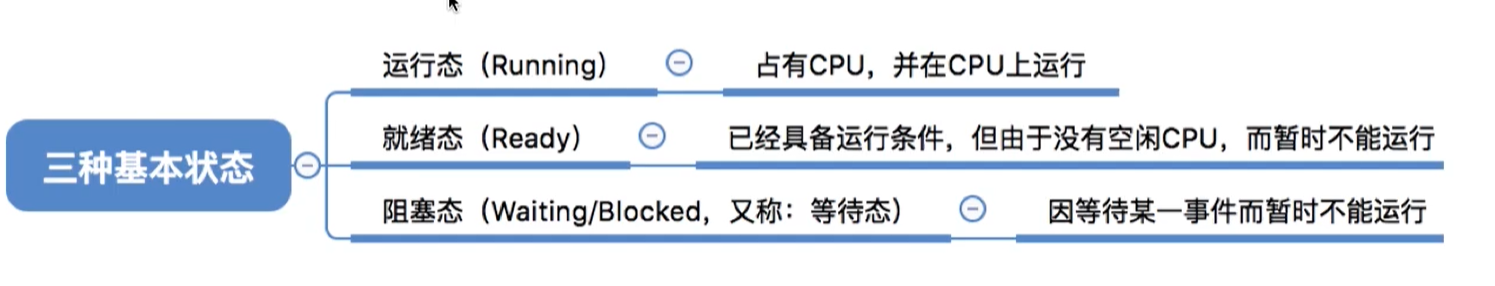 三种基本状态
运行态（Running）
占有CPU，并在CPU上运行
就绪态（Ready）
已经具备运行条件，但由于没有空闲CPU，而暂时不能运行
阻塞态（Waiting/Blocked，又称：等待态）
因等待某一事件而暂时不能运行